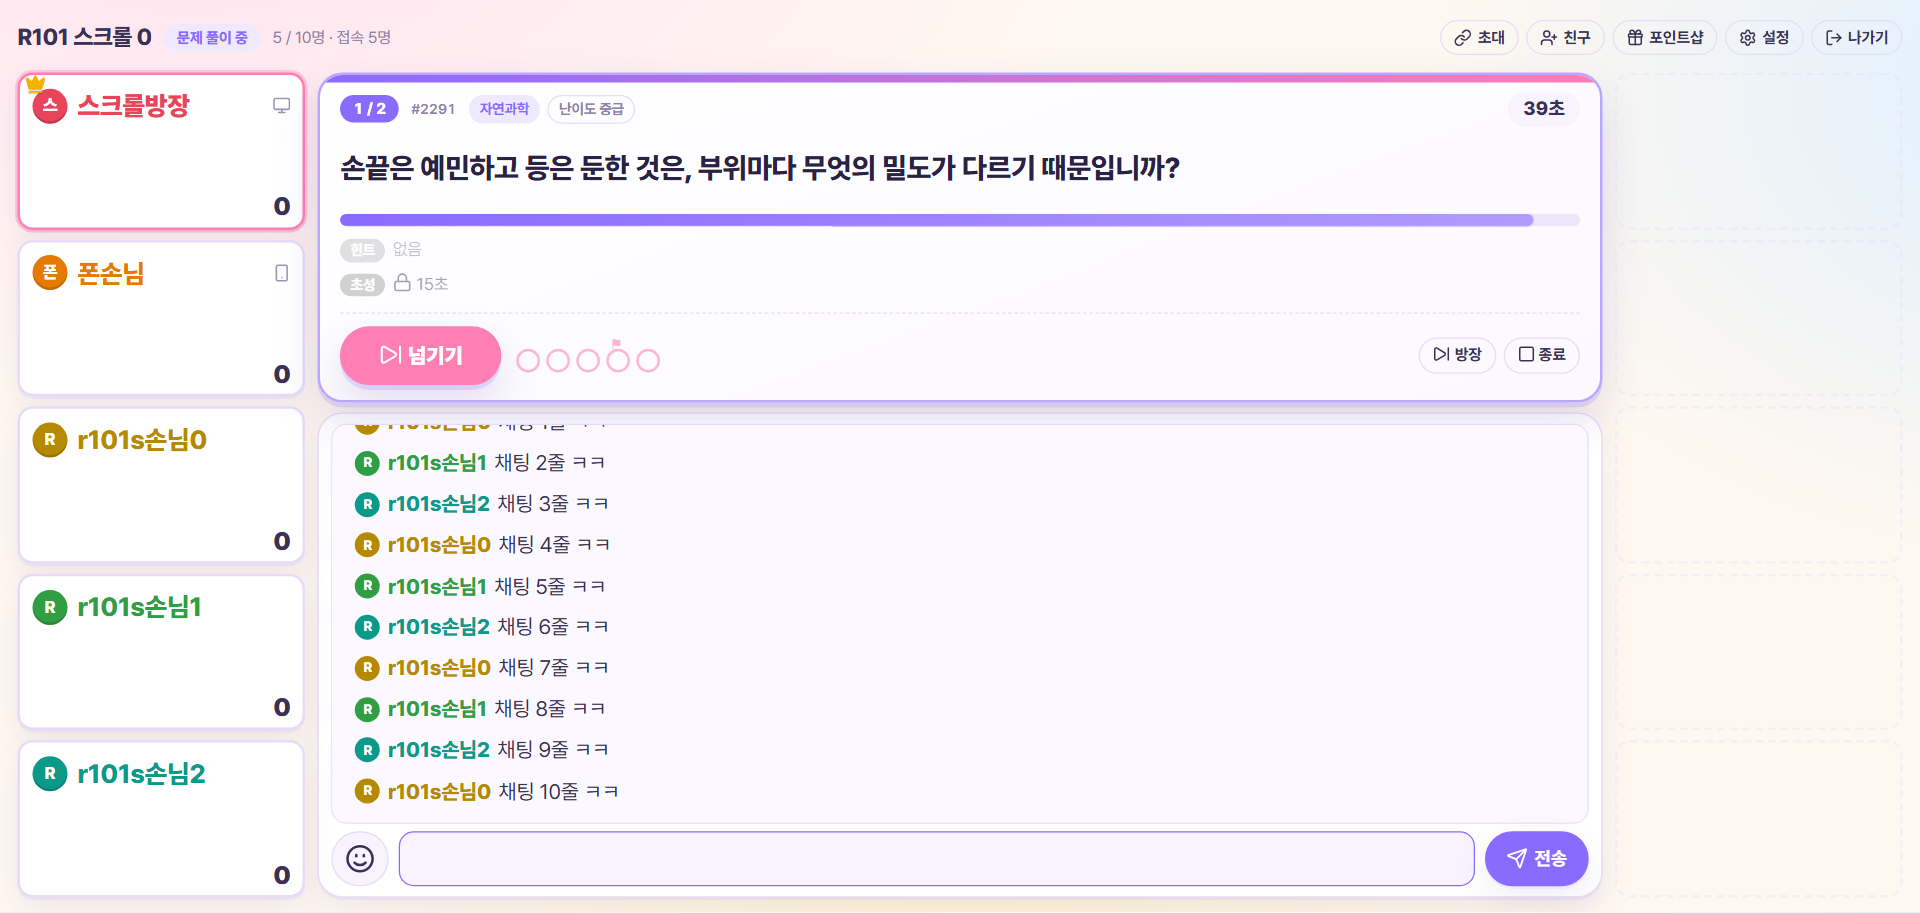 R101 스크롤 0 문제 풀이 중 5 / 10명 · 접속 5명 초대 친구 포인트샵 설정 나가기
스 스크롤방장
0
폰 폰손님
0
R r101s손님0
0
R r101s손님1
0
R r101s손님2
0
1 / 2 #2291 자연과학 난이도 중급 39초
손끝은 예민하고 등은 둔한 것은, 부위마다 무엇의 밀도가 다르기 때문입니까?
힌트 없음
초성 15초
넘기기 방장 종료
R r101s손님0 채팅 1줄 ㅋㅋ
R r101s손님1 채팅 2줄 ㅋㅋ
R r101s손님2 채팅 3줄 ㅋㅋ
R r101s손님0 채팅 4줄 ㅋㅋ
R r101s손님1 채팅 5줄 ㅋㅋ
R r101s손님2 채팅 6줄 ㅋㅋ
R r101s손님0 채팅 7줄 ㅋㅋ
R r101s손님1 채팅 8줄 ㅋㅋ
R r101s손님2 채팅 9줄 ㅋㅋ
R r101s손님0 채팅 10줄 ㅋㅋ
전송